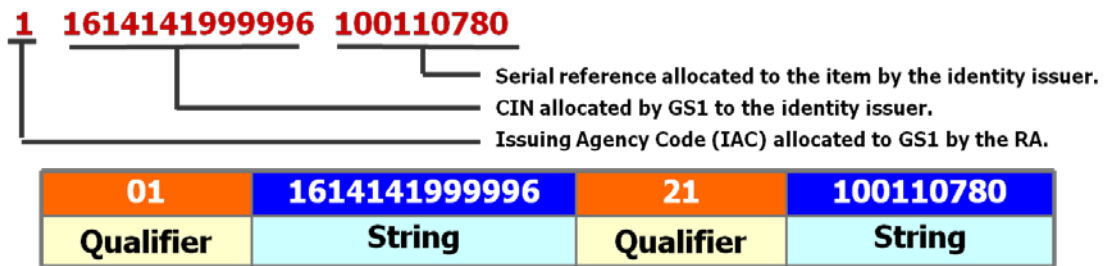 1 1614141999996 100110780
Serial reference allocated to the item by the identity issuer.
CIN allocated by GS1 to the identity issuer.
Issuing Agency Code (IAC) allocated to GS1 by the RA.
01 1614141999996 21 100110780
Qualifier String Qualifier String